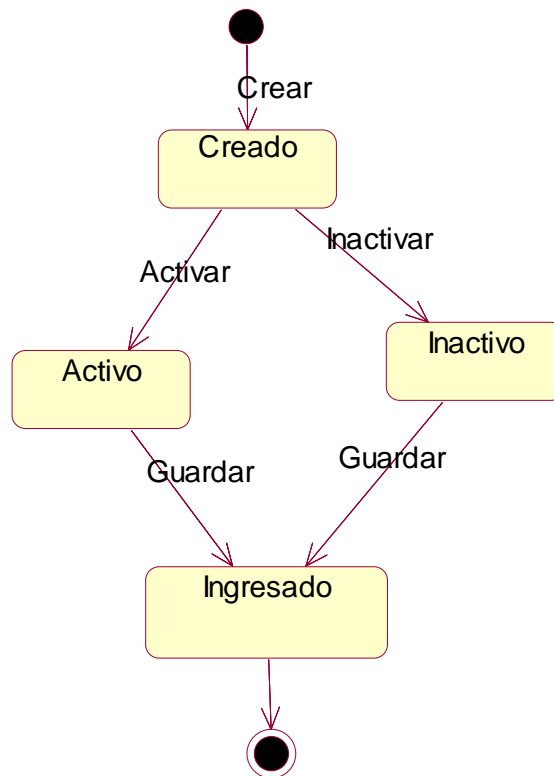 Crear
Creado
Inactivar
Activar
Inactivo
Activo
Guardar
Guardar
Ingresado